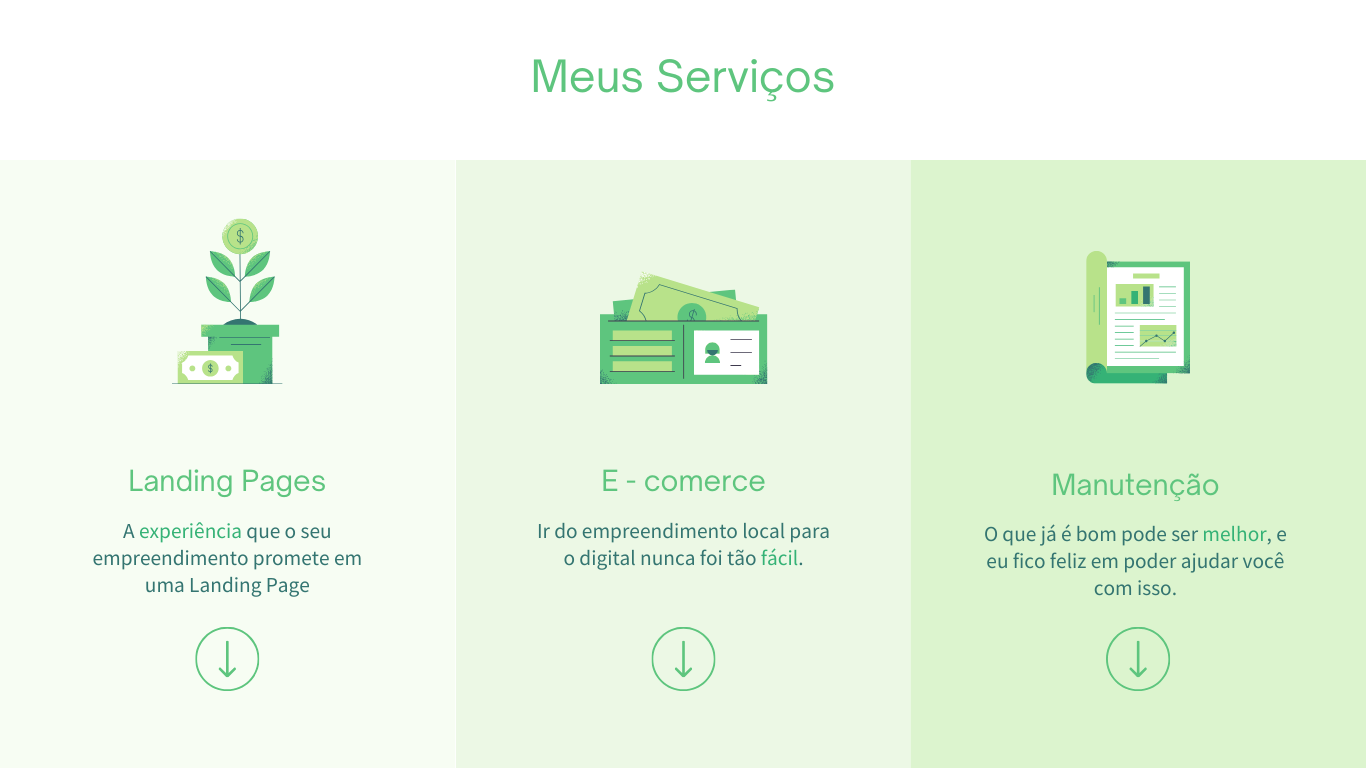 Meus Serviços
$
$
Landing Pages
A experiência que o seu
empreendimento promete em
uma Landing Page
E - comerce
Ir do empreendimento local para
o digital nunca foi tão fácil.
Manutenção
O que já é bom pode ser melhor, e
eu fico feliz em poder ajudar você
com isso.